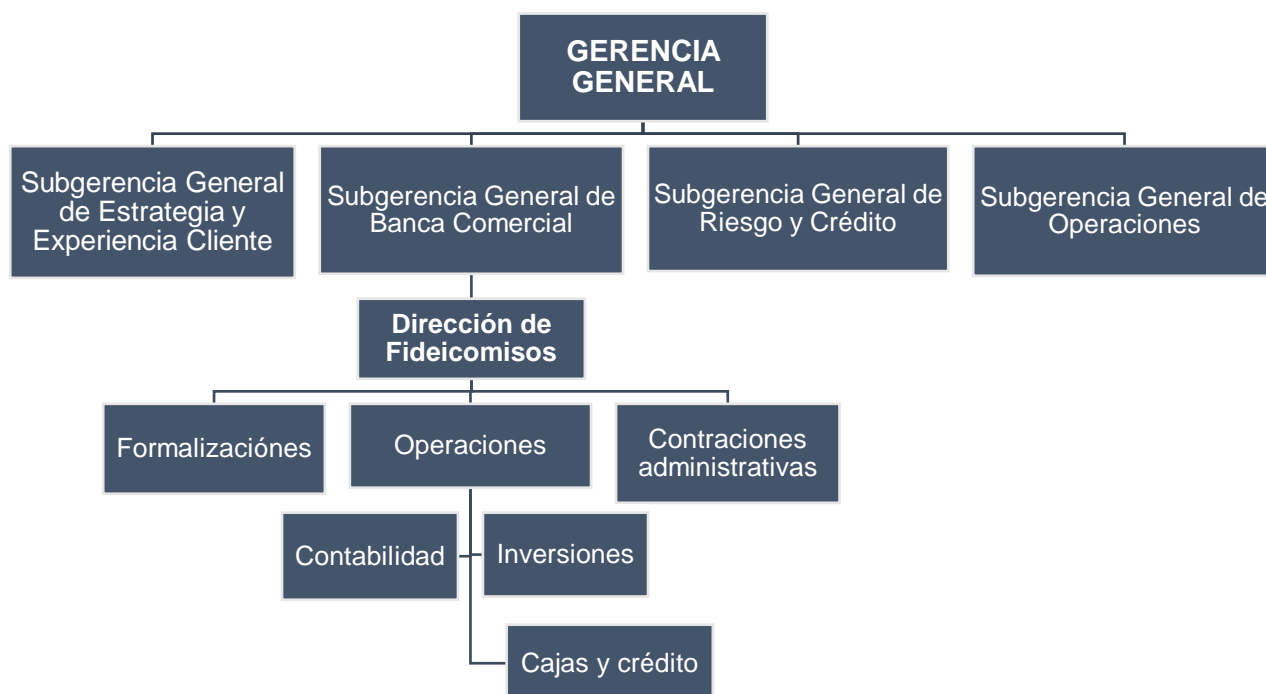 GERENCIA
GENERAL
Subgerencia General
de Estrategia y
Experiencia Cliente
Subgerencia General de
Banca Comercial
Subgerencia General de
Riesgo y Crédito
Subgerencia General de
Operaciones
Dirección de
Fideicomisos
Formalizaciónes
Operaciones
Contraciones
administrativas
Contabilidad
Inversiones
Cajas y crédito